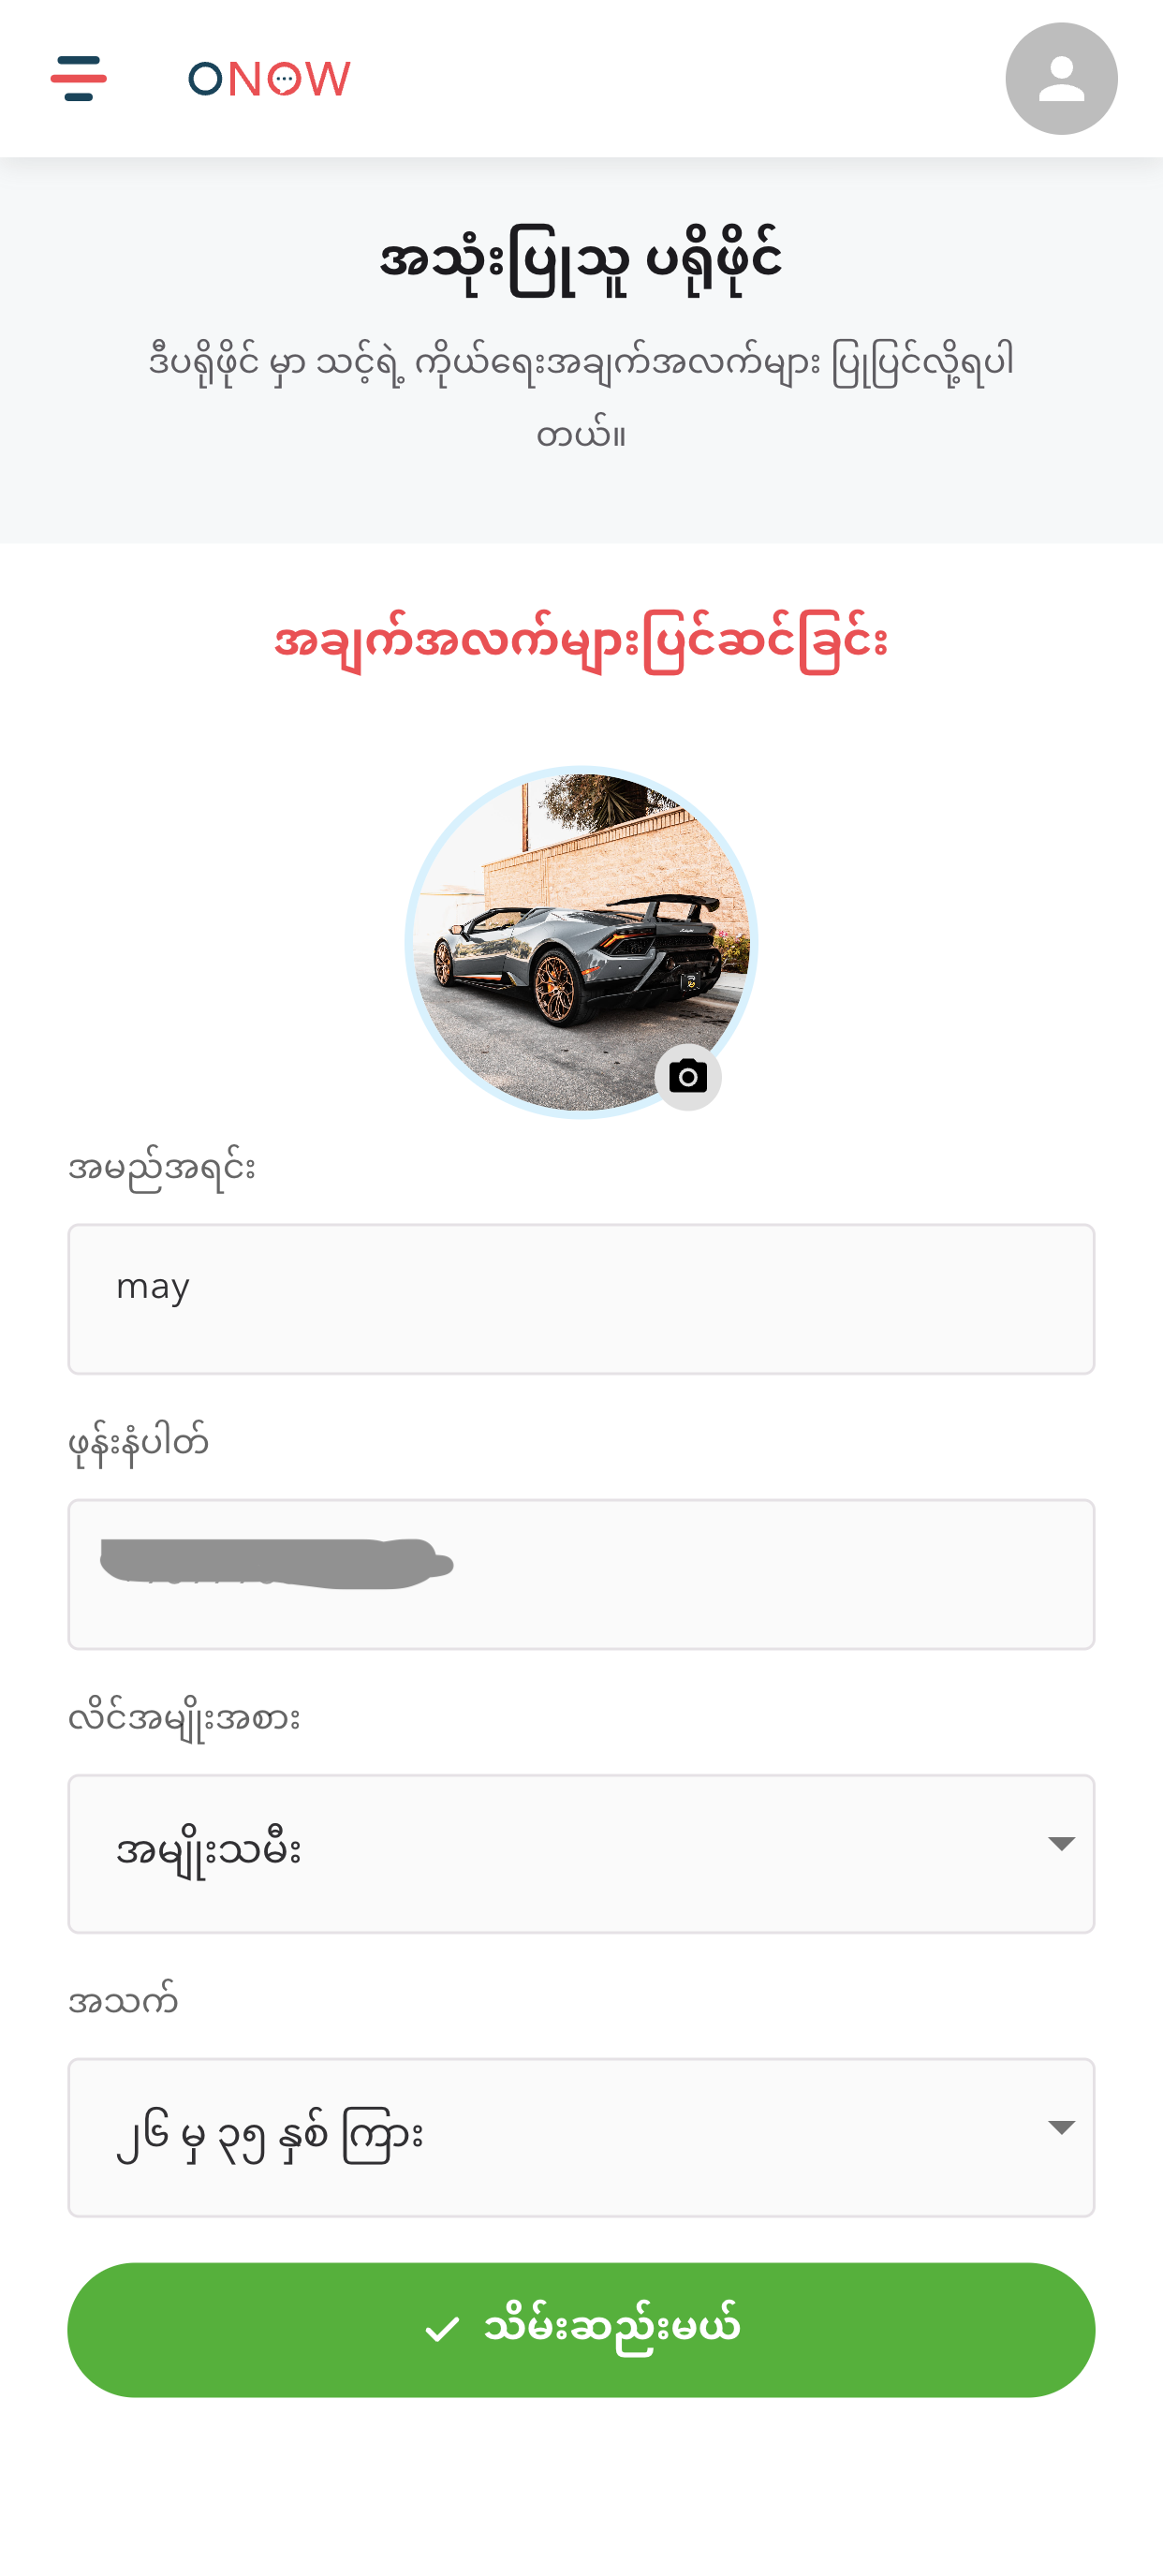 ONOW
အသုံးပြုသူ ပရိုဖိုင်
ဒီပရိုဖိုင် မှာ သင့်ရဲ့ ကိုယ်ရေးအချက်အလက်များ ပြုပြင်လို့ရပါ
တယ်။
အချက်အလက်များပြင်ဆင်ခြင်း
အမည်အရင်း
may
ဖုန်းနံပါတ်
လိင်အမျိုးအစား
အမျိုးသမီး
အသက်
၂၆ မှ ၃၅ နှစ် ကြား
သိမ်းဆည်းမယ်